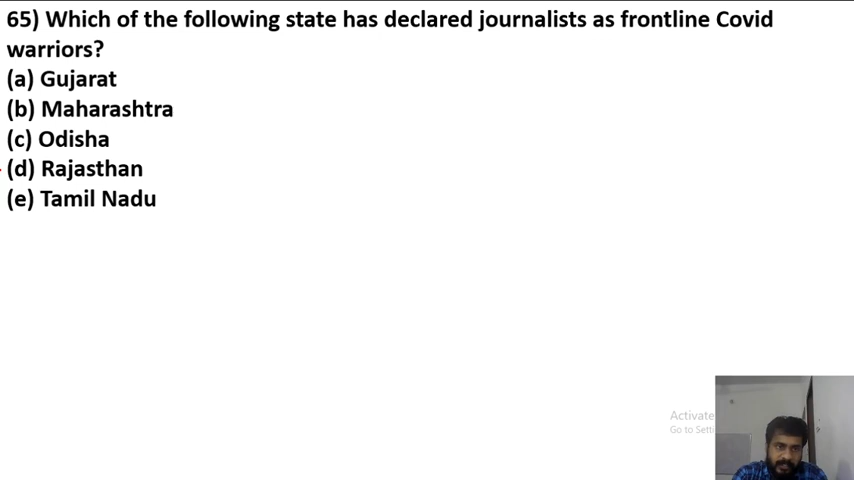 65) Which of the following state has declared journalists as frontline Covid
warriors?
(a) Gujarat
(b) Maharashtra
(c) Odisha
(d) Rajasthan
(e) Tamil Nadu
Activate
Go to Setti